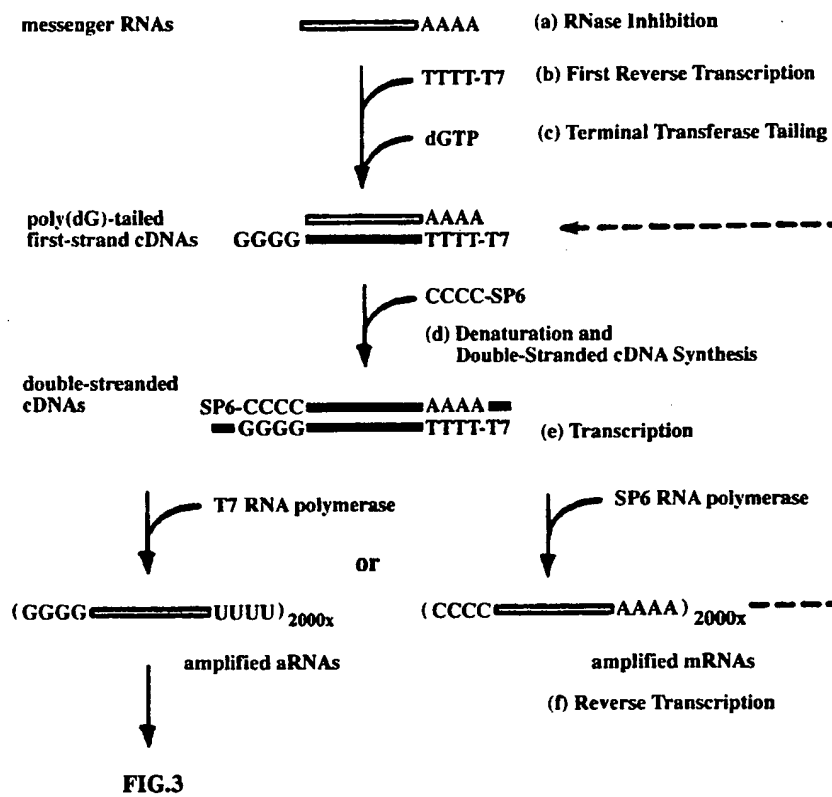 messenger RNAs AAAA (a) RNase Inhibition
TTTT-T7 (b) First Reverse Transcription
dGTP (c) Terminal Transferase Tailing
poly(dG)-tailed AAAA
first-strand cDNAs GGGG TTTT-T7
CCCC-SP6
(d) Denaturation and
Double-Stranded cDNA Synthesis
double-streanded
cDNAs SP6-CCCC AAAA
GGGG TTTT-T7 (e) Transcription
T7 RNA polymerase SP6 RNA polymerase
or
(GGGG UUUU)2000x (CCCC AAAA)2000x
amplified aRNAs amplified mRNAs
(f) Reverse Transcription
FIG.3